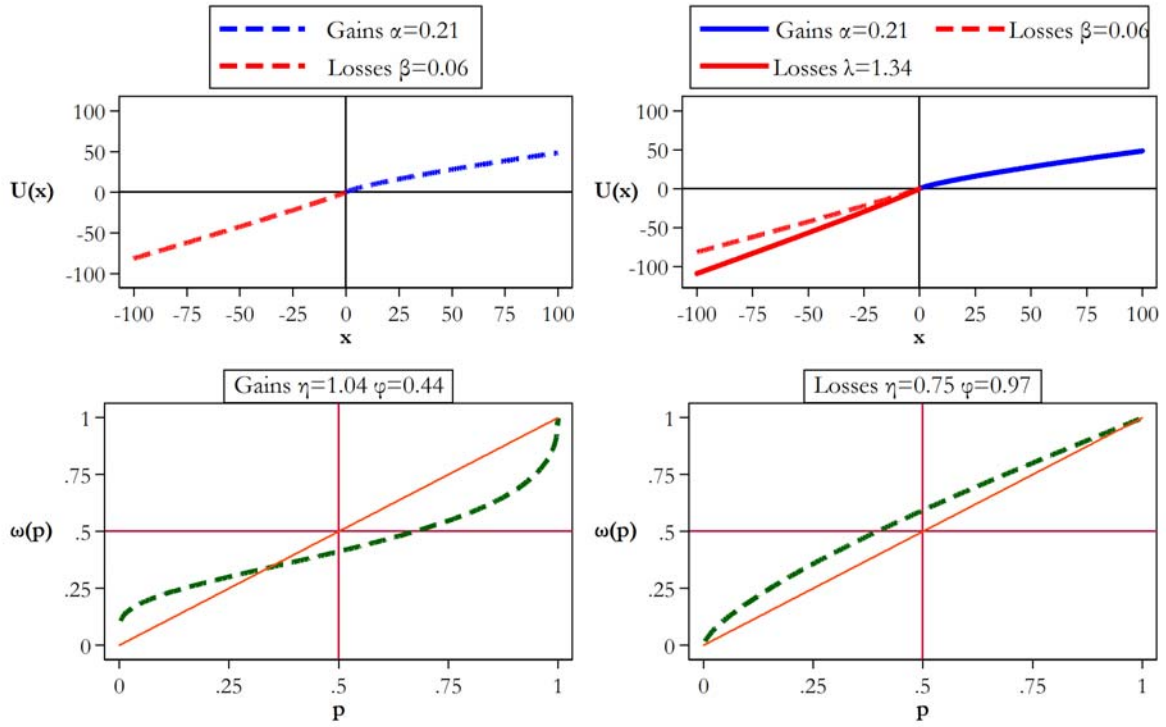 Gains α=0.21
Losses β=0.06
100
50
0
-50
-100
U(x)
-100 -75 -50 -25 0 25 50 75 100
x
Gains α=0.21 Losses β=0.06
Losses λ=1.34
100
50
0
-50
-100
U(x)
-100 -75 -50 -25 0 25 50 75 100
x
Gains η=1.04 φ=0.44
1
.75
.5
.25
0
ω(p)
0 .25 .5 .75 1
p
Losses η=0.75 φ=0.97
1
.75
.5
.25
0
ω(p)
0 .25 .5 .75 1
p